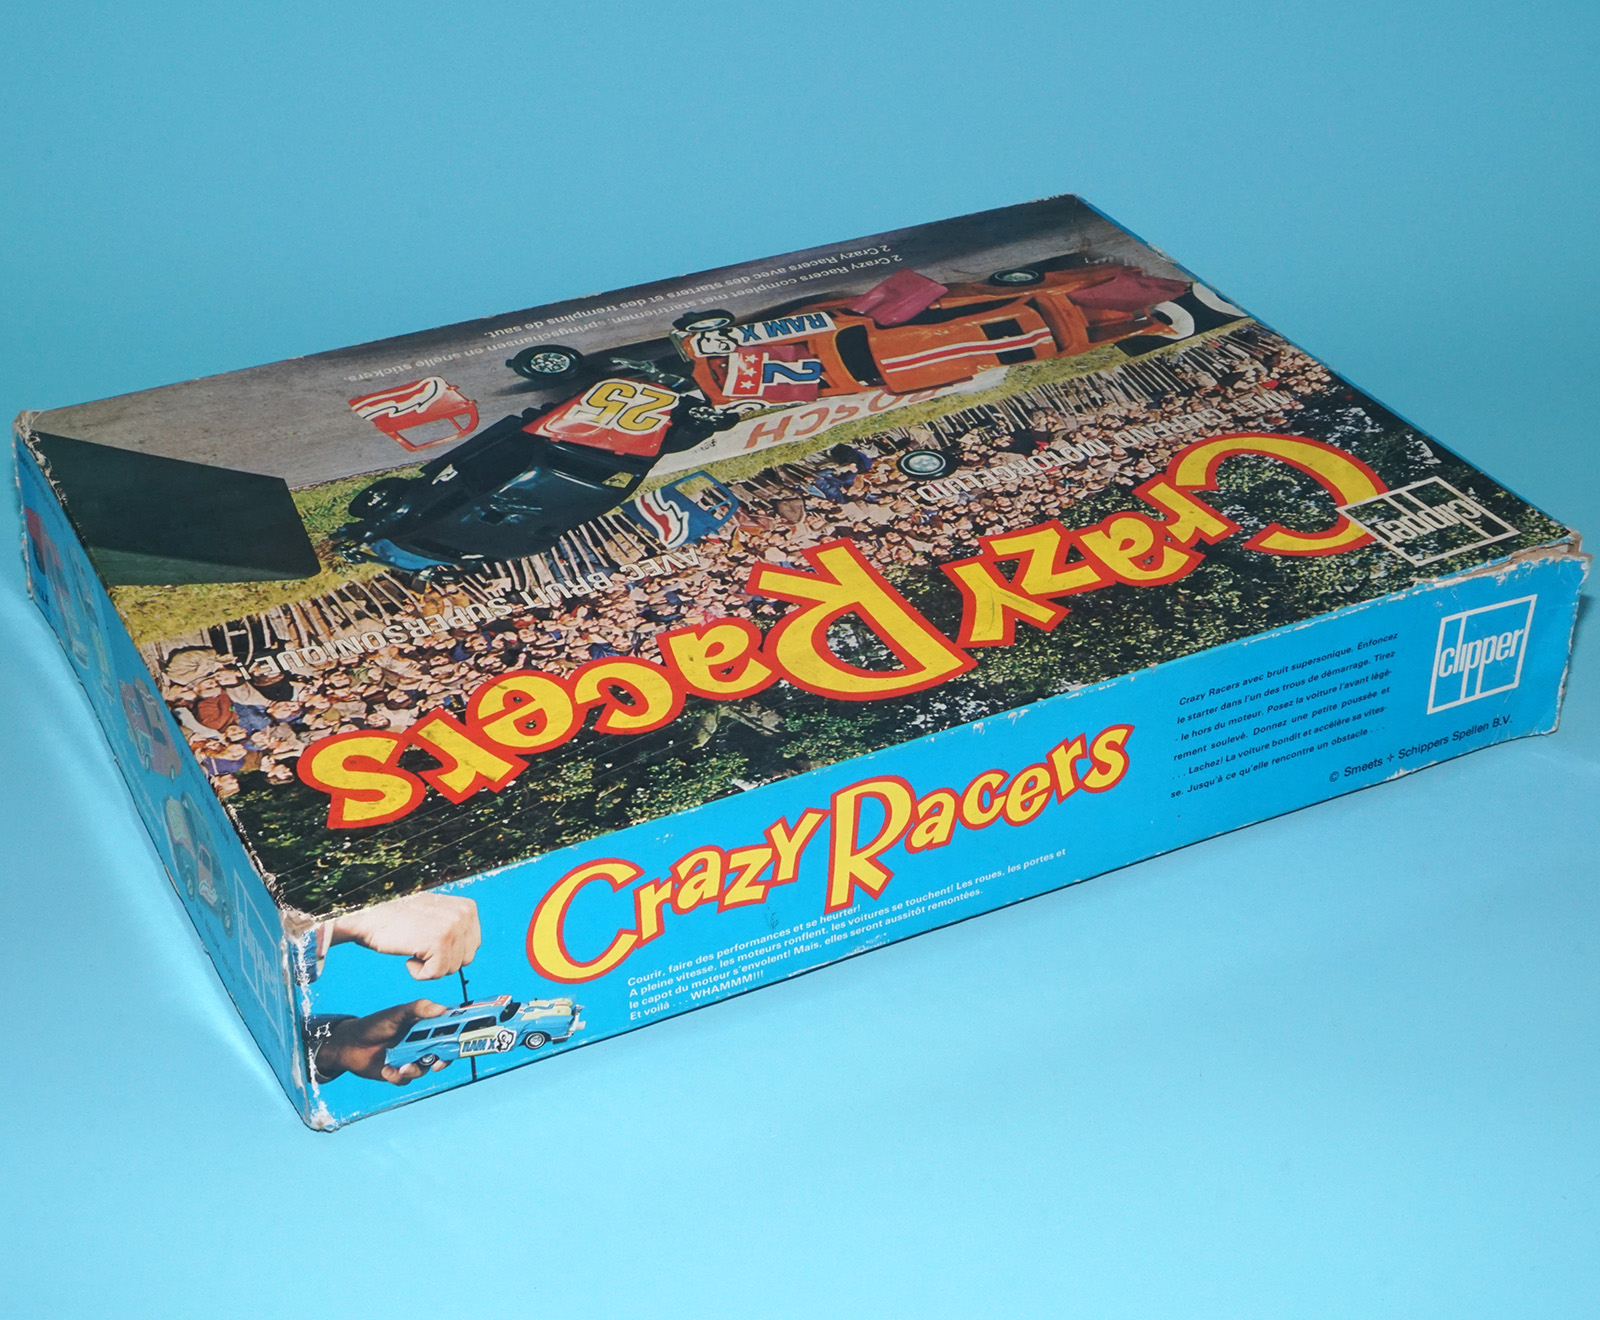 2 Crazy Racers compleet met startriemen, springschansen en snelle stickers.
2 Crazy Racers avec des starters et des tremplins de saut.
RAM X
2
25
BOSCH
MOTORGELUID!
AVEC BRUIT SUPERSONIQUE!
Crazy Racers
clipper
Crazy Racers
Courir, faire des performances et se heurter!
A pleine vitesse, les moteurs ronflent, les voitures se touchent! Les roues, les portes et
le capot du moteur s'envolent! Mais, elles seront aussitôt remontées.
Et voilà . . . WHAMMM!!!
RAM X
Crazy Racers avec bruit supersonique. Enfoncez
le starter dans l'un des trous de démarrage. Tirez
- le hors du moteur. Posez la voiture l'avant légè-
rement soulevé. Donnez une petite poussée et
. . . Lachez! La voiture bondit et accélère sa vites-
se. Jusqu'à ce qu'elle rencontre un obstacle . . .
clipper
© Smeets + Schippers Spellen B.V.
clipper